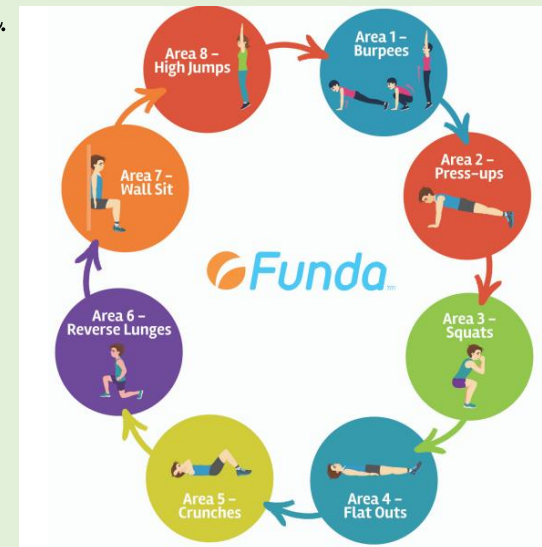 Area 1 –
Burpees
Area 2 –
Press-ups
Area 3 –
Squats
Area 4 –
Flat Outs
Area 5 –
Crunches
Area 6 –
Reverse Lunges
Area 7 –
Wall Sit
Area 8 –
High Jumps
Funda